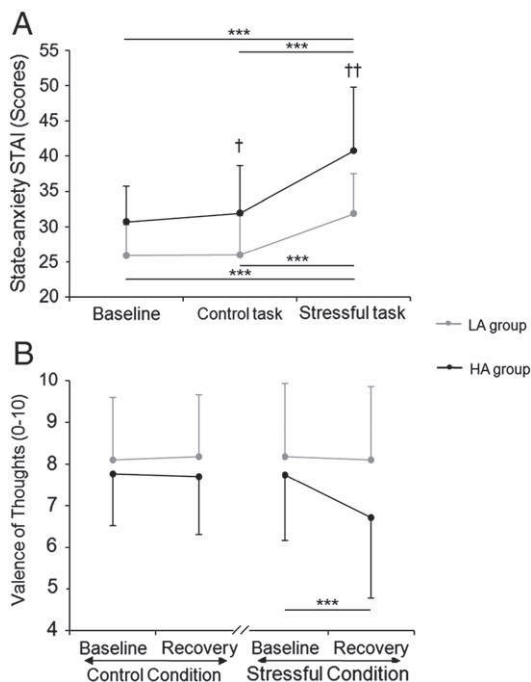 A
***
***
††
†
***
***
State-anxiety STAI (Scores)
55
50
45
40
35
30
25
20
Baseline Control task Stressful task
LA group
HA group
B
Valence of Thoughts (0-10)
10
9
8
7
6
5
4
***
Baseline Recovery // Baseline Recovery
Control Condition Stressful Condition